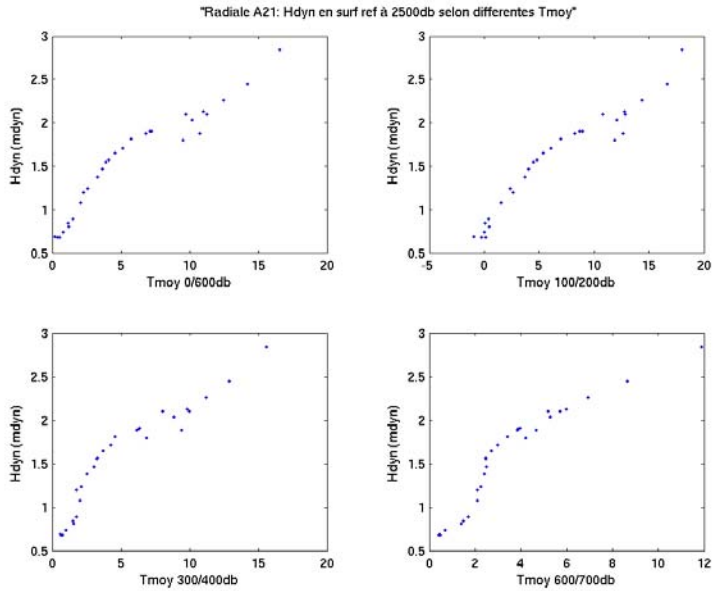 "Radiale A21: Hdyn en surf ref à 2500db selon differentes Tmoy"
3
2.5
2
1.5
1
0.5
Hdyn (mdyn)
0 5 10 15 20
Tmoy 0/600db
3
2.5
2
1.5
1
0.5
Hdyn (mdyn)
-5 0 5 10 15 20
Tmoy 100/200db
3
2.5
2
1.5
1
0.5
Hdyn (mdyn)
0 5 10 15 20
Tmoy 300/400db
3
2.5
2
1.5
1
0.5
Hdyn (mdyn)
0 2 4 6 8 10 12
Tmoy 600/700db